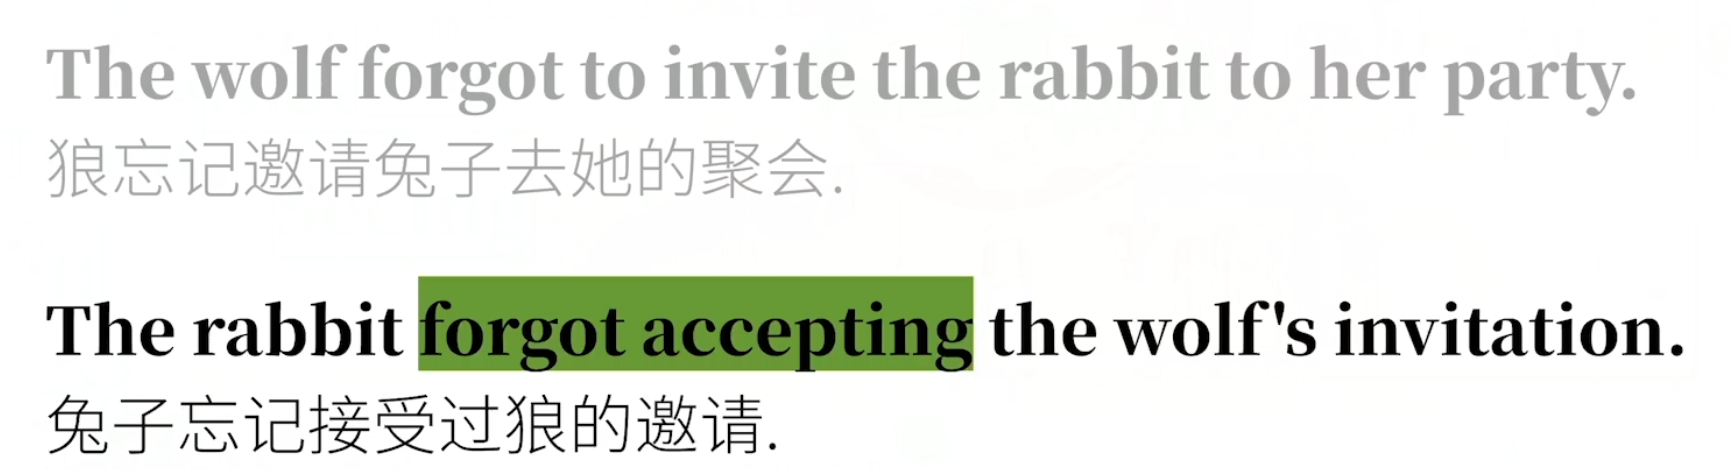 The wolf forgot to invite the rabbit to her party.
狼忘记邀请兔子去她的聚会.
The rabbit forgot accepting the wolf's invitation.
兔子忘记接受过狼的邀请.